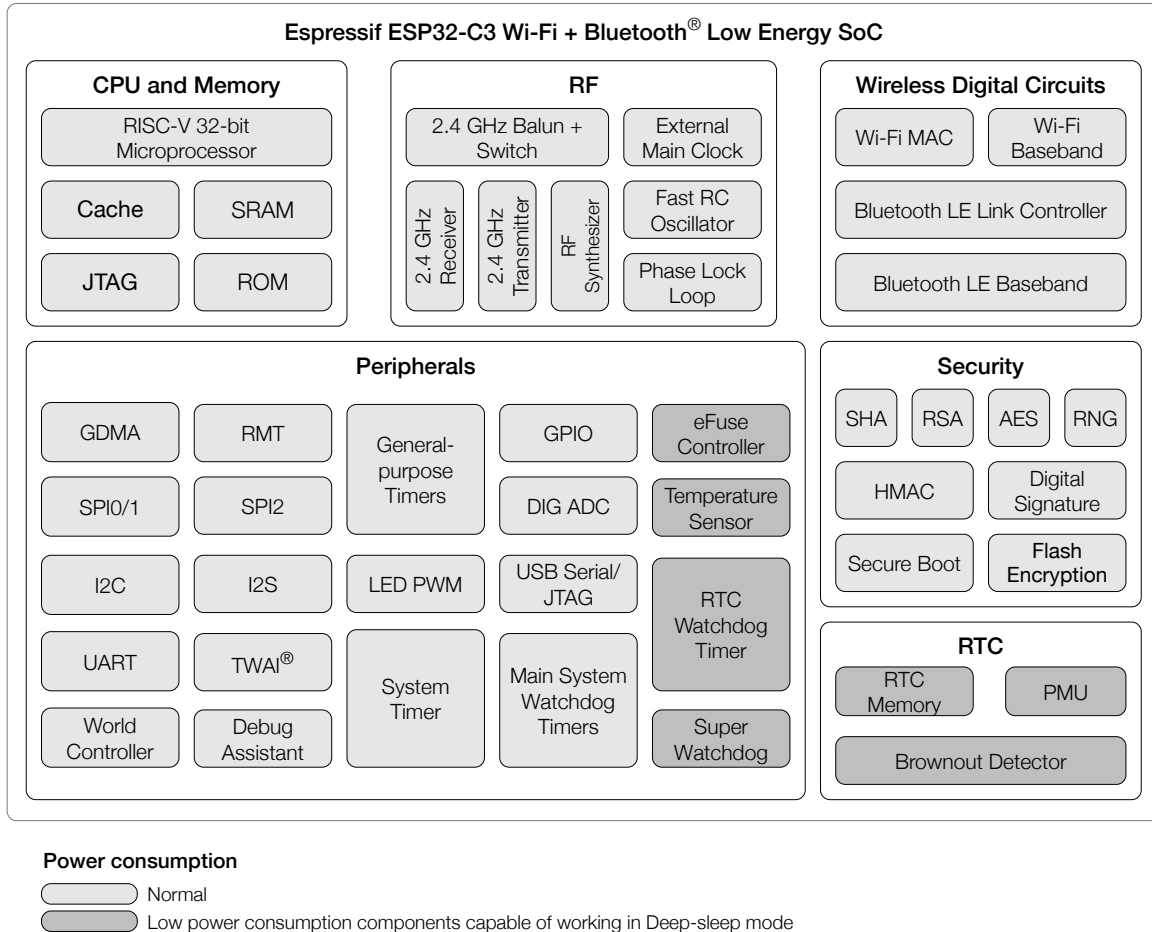 Espressif ESP32-C3 Wi-Fi + Bluetooth® Low Energy SoC
CPU and Memory
RISC-V 32-bit
Microprocessor
Cache
SRAM
JTAG
ROM
RF
2.4 GHz Balun +
Switch
External
Main Clock
2.4 GHz
Receiver
2.4 GHz
Transmitter
RF
Synthesizer
Fast RC
Oscillator
Phase Lock
Loop
Wireless Digital Circuits
Wi-Fi MAC
Wi-Fi
Baseband
Bluetooth LE Link Controller
Bluetooth LE Baseband
Peripherals
GDMA
RMT
General-
purpose
Timers
GPIO
eFuse
Controller
SPI0/1
SPI2
DIG ADC
Temperature
Sensor
I2C
I2S
LED PWM
USB Serial/
JTAG
RTC
Watchdog
Timer
UART
TWAI®
System
Timer
Main System
Watchdog
Timers
World
Controller
Debug
Assistant
Super
Watchdog
Security
SHA
RSA
AES
RNG
HMAC
Digital
Signature
Secure Boot
Flash
Encryption
RTC
RTC
Memory
PMU
Brownout Detector
Power consumption
Normal
Low power consumption components capable of working in Deep-sleep mode